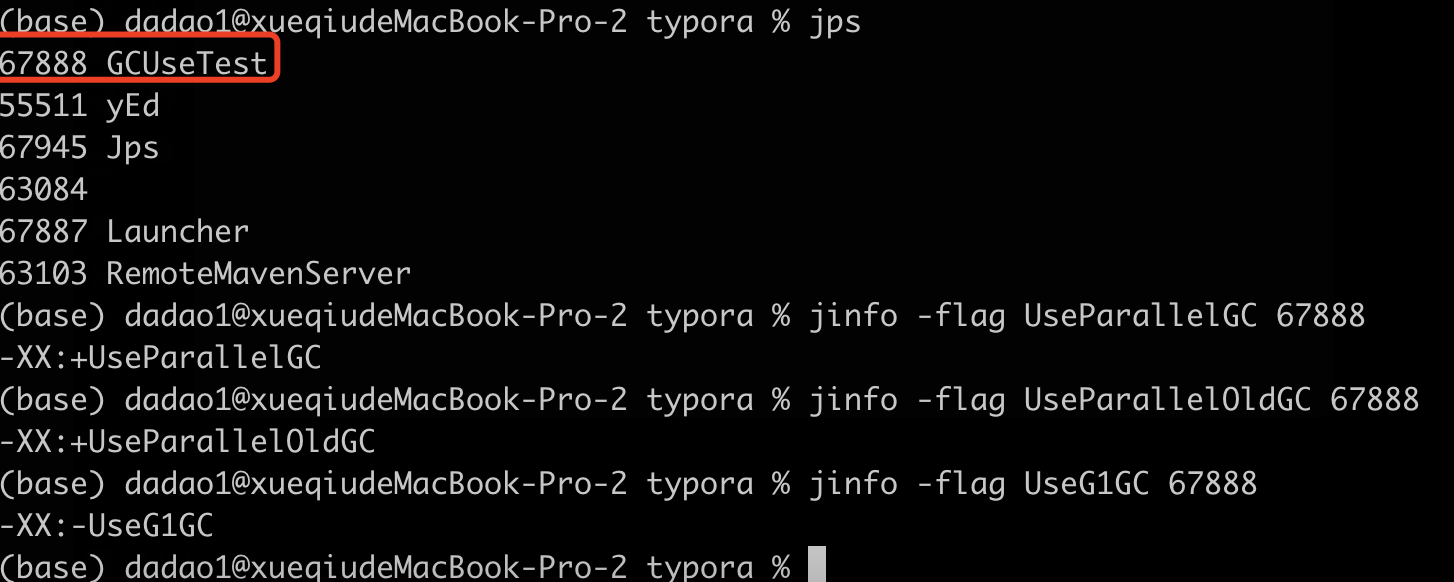 (base) dadao1@xueqiudeMacBook-Pro-2 typora % jps
67888 GCUseTest
55511 yEd
67945 Jps
63084
67887 Launcher
63103 RemoteMavenServer
(base) dadao1@xueqiudeMacBook-Pro-2 typora % jinfo -flag UseParallelGC 67888
-XX:+UseParallelGC
(base) dadao1@xueqiudeMacBook-Pro-2 typora % jinfo -flag UseParallelOldGC 67888
-XX:+UseParallelOldGC
(base) dadao1@xueqiudeMacBook-Pro-2 typora % jinfo -flag UseG1GC 67888
-XX:-UseG1GC
(base) dadao1@xueqiudeMacBook-Pro-2 typora %